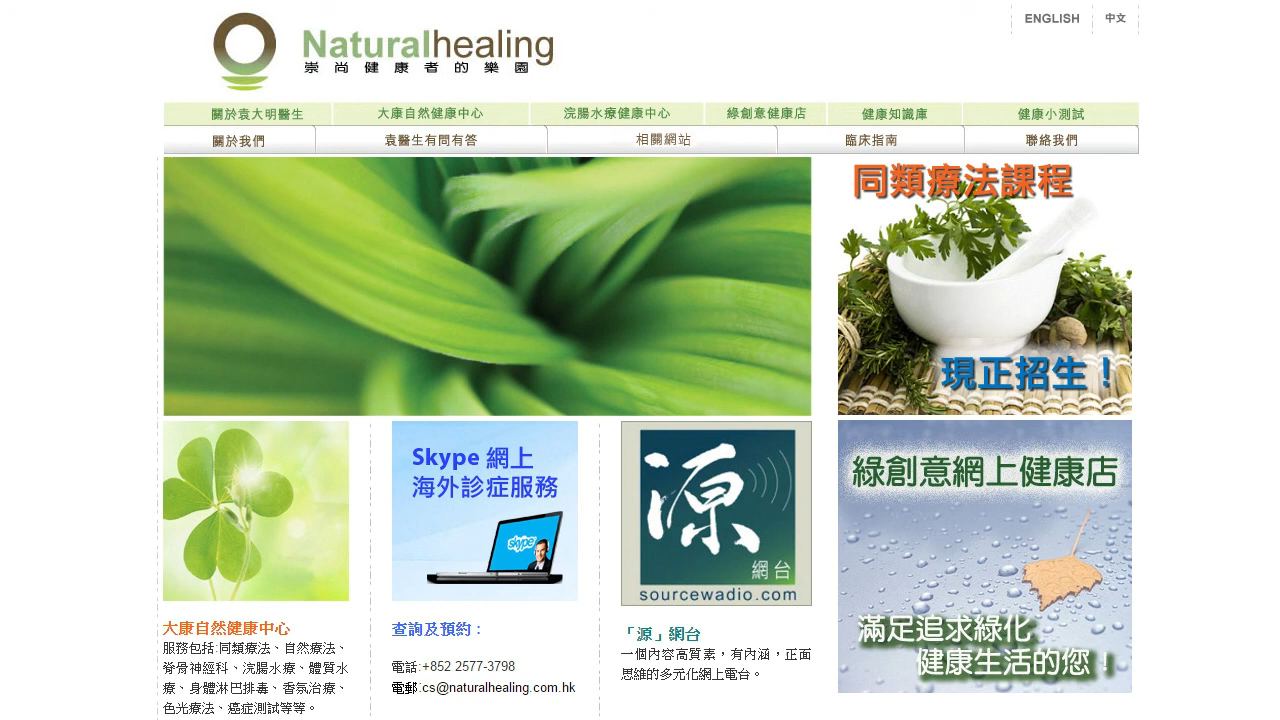 ENGLISH
中文
Naturalhealing
崇尚健康者的樂園
關於袁大明醫生
大康自然健康中心
浣腸水療健康中心
綠創意健康店
健康知識庫
健康小測試
關於我們
袁醫生有問有答
相關網站
臨床指南
聯絡我們
同類療法課程
現正招生！
Skype 網上
海外診症服務
skype
源
網台
sourcewadio.com
綠創意網上健康店
滿足追求綠化
健康生活的您！
大康自然健康中心
服務包括:同類療法、自然療法、
脊骨神經科、浣腸水療、體質水
療、身體淋巴排毒、香氛治療、
色光療法、癌症測試等等。
查詢及預約：
電話:+852 2577-3798
電郵:cs@naturalhealing.com.hk
「源」網台
一個內容高質素，有內涵，正面
思維的多元化網上電台。